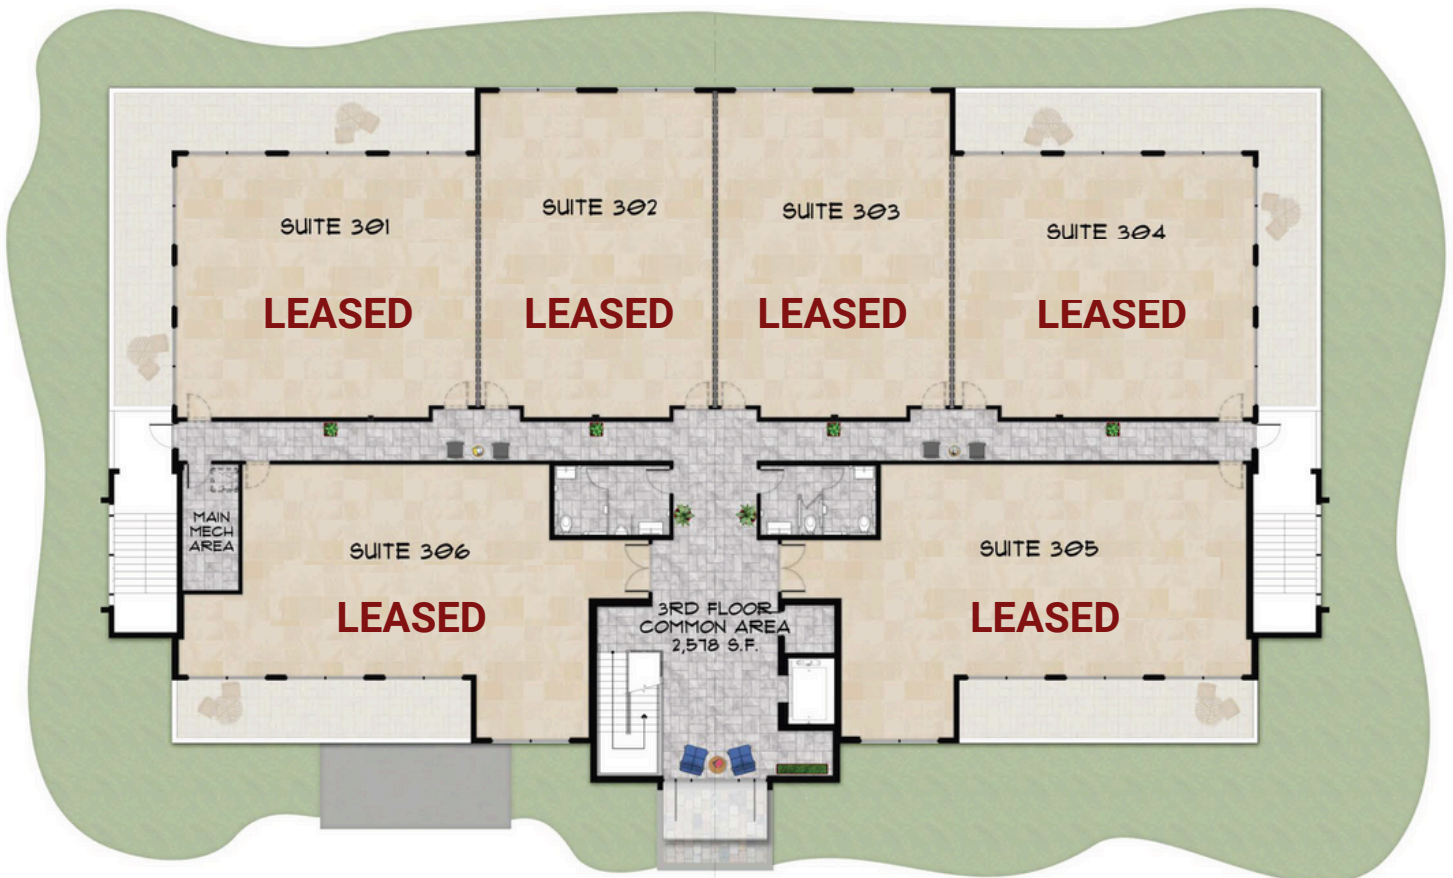 SUITE 301
LEASED
SUITE 302
LEASED
SUITE 303
LEASED
SUITE 304
LEASED
MAIN
MECH
AREA
SUITE 306
LEASED
3RD FLOOR
COMMON AREA
2,578 S.F.
SUITE 305
LEASED